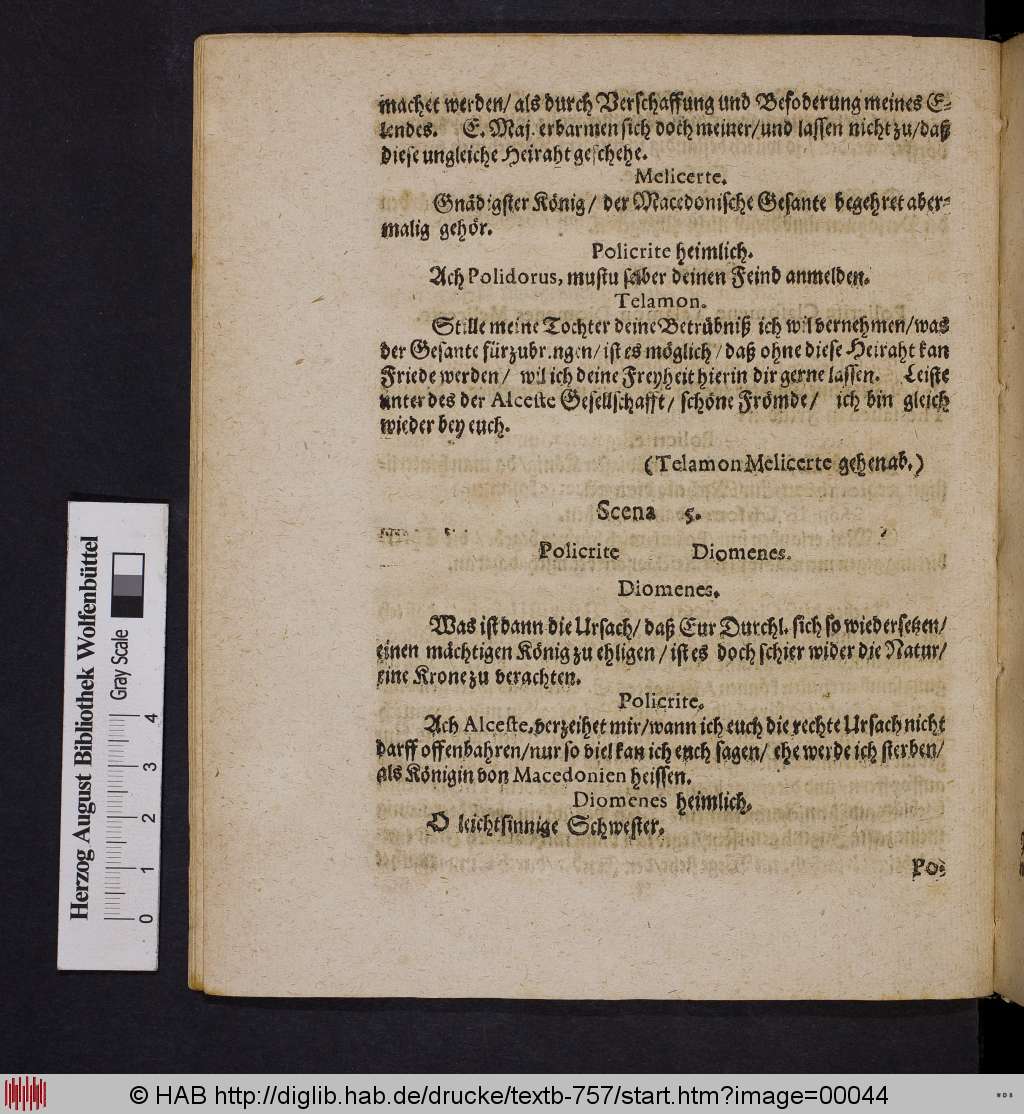 machet werden/ als durch Verschaffung und Befoderung meines E-
lendes. E. Maj. erbarmen sich doch meiner/und lassen nicht zu/daß
diese ungleiche Heiraht geschehe.
Melicerte.
Gnädigster König/ der Macedonische Gesante begehret aber-
malig gehör.
Policrite heimlich.
Ach Polidorus, mustu selber deinen Feind anmelden.
Telamon.
Stille meine Tochter deine Betrübniß ich wil vernehmen/was
der Gesante fürzubringen/ist es möglich/daß ohne diese Heiraht kan
Friede werden/ wil ich deine Freyheit hierin dir gerne lassen. Leiste
unterdes der Alceste Gesellschafft/ schöne Frömde/ ich bin gleich
wieder bey euch.
(Telamon Melicerte gehen ab.)
Scena 5.
Policrite Diomenes.
Diomenes.
Was ist dann die Ursach/ daß Eur Durchl. sich so wiedersetzen/
einen mächtigen König zu ehligen/ist es doch schier wider die Natur/
eine Krone zu verachten.
Policrite.
Ach Alceste, verzeihet mir/wann ich euch die rechte Ursach nicht
darff offenbahren/nur so viel kan ich euch sagen/ ehe werde ich sterben/
als Königin von Macedonien heissen.
Diomenes heimlich.
O leichtsinnige Schwester.
Po-
Herzog August Bibliothek Wolfenbüttel
Gray Scale
0 1 2 3 4
© HAB http://diglib.hab.de/drucke/textb-757/start.htm?image=00044